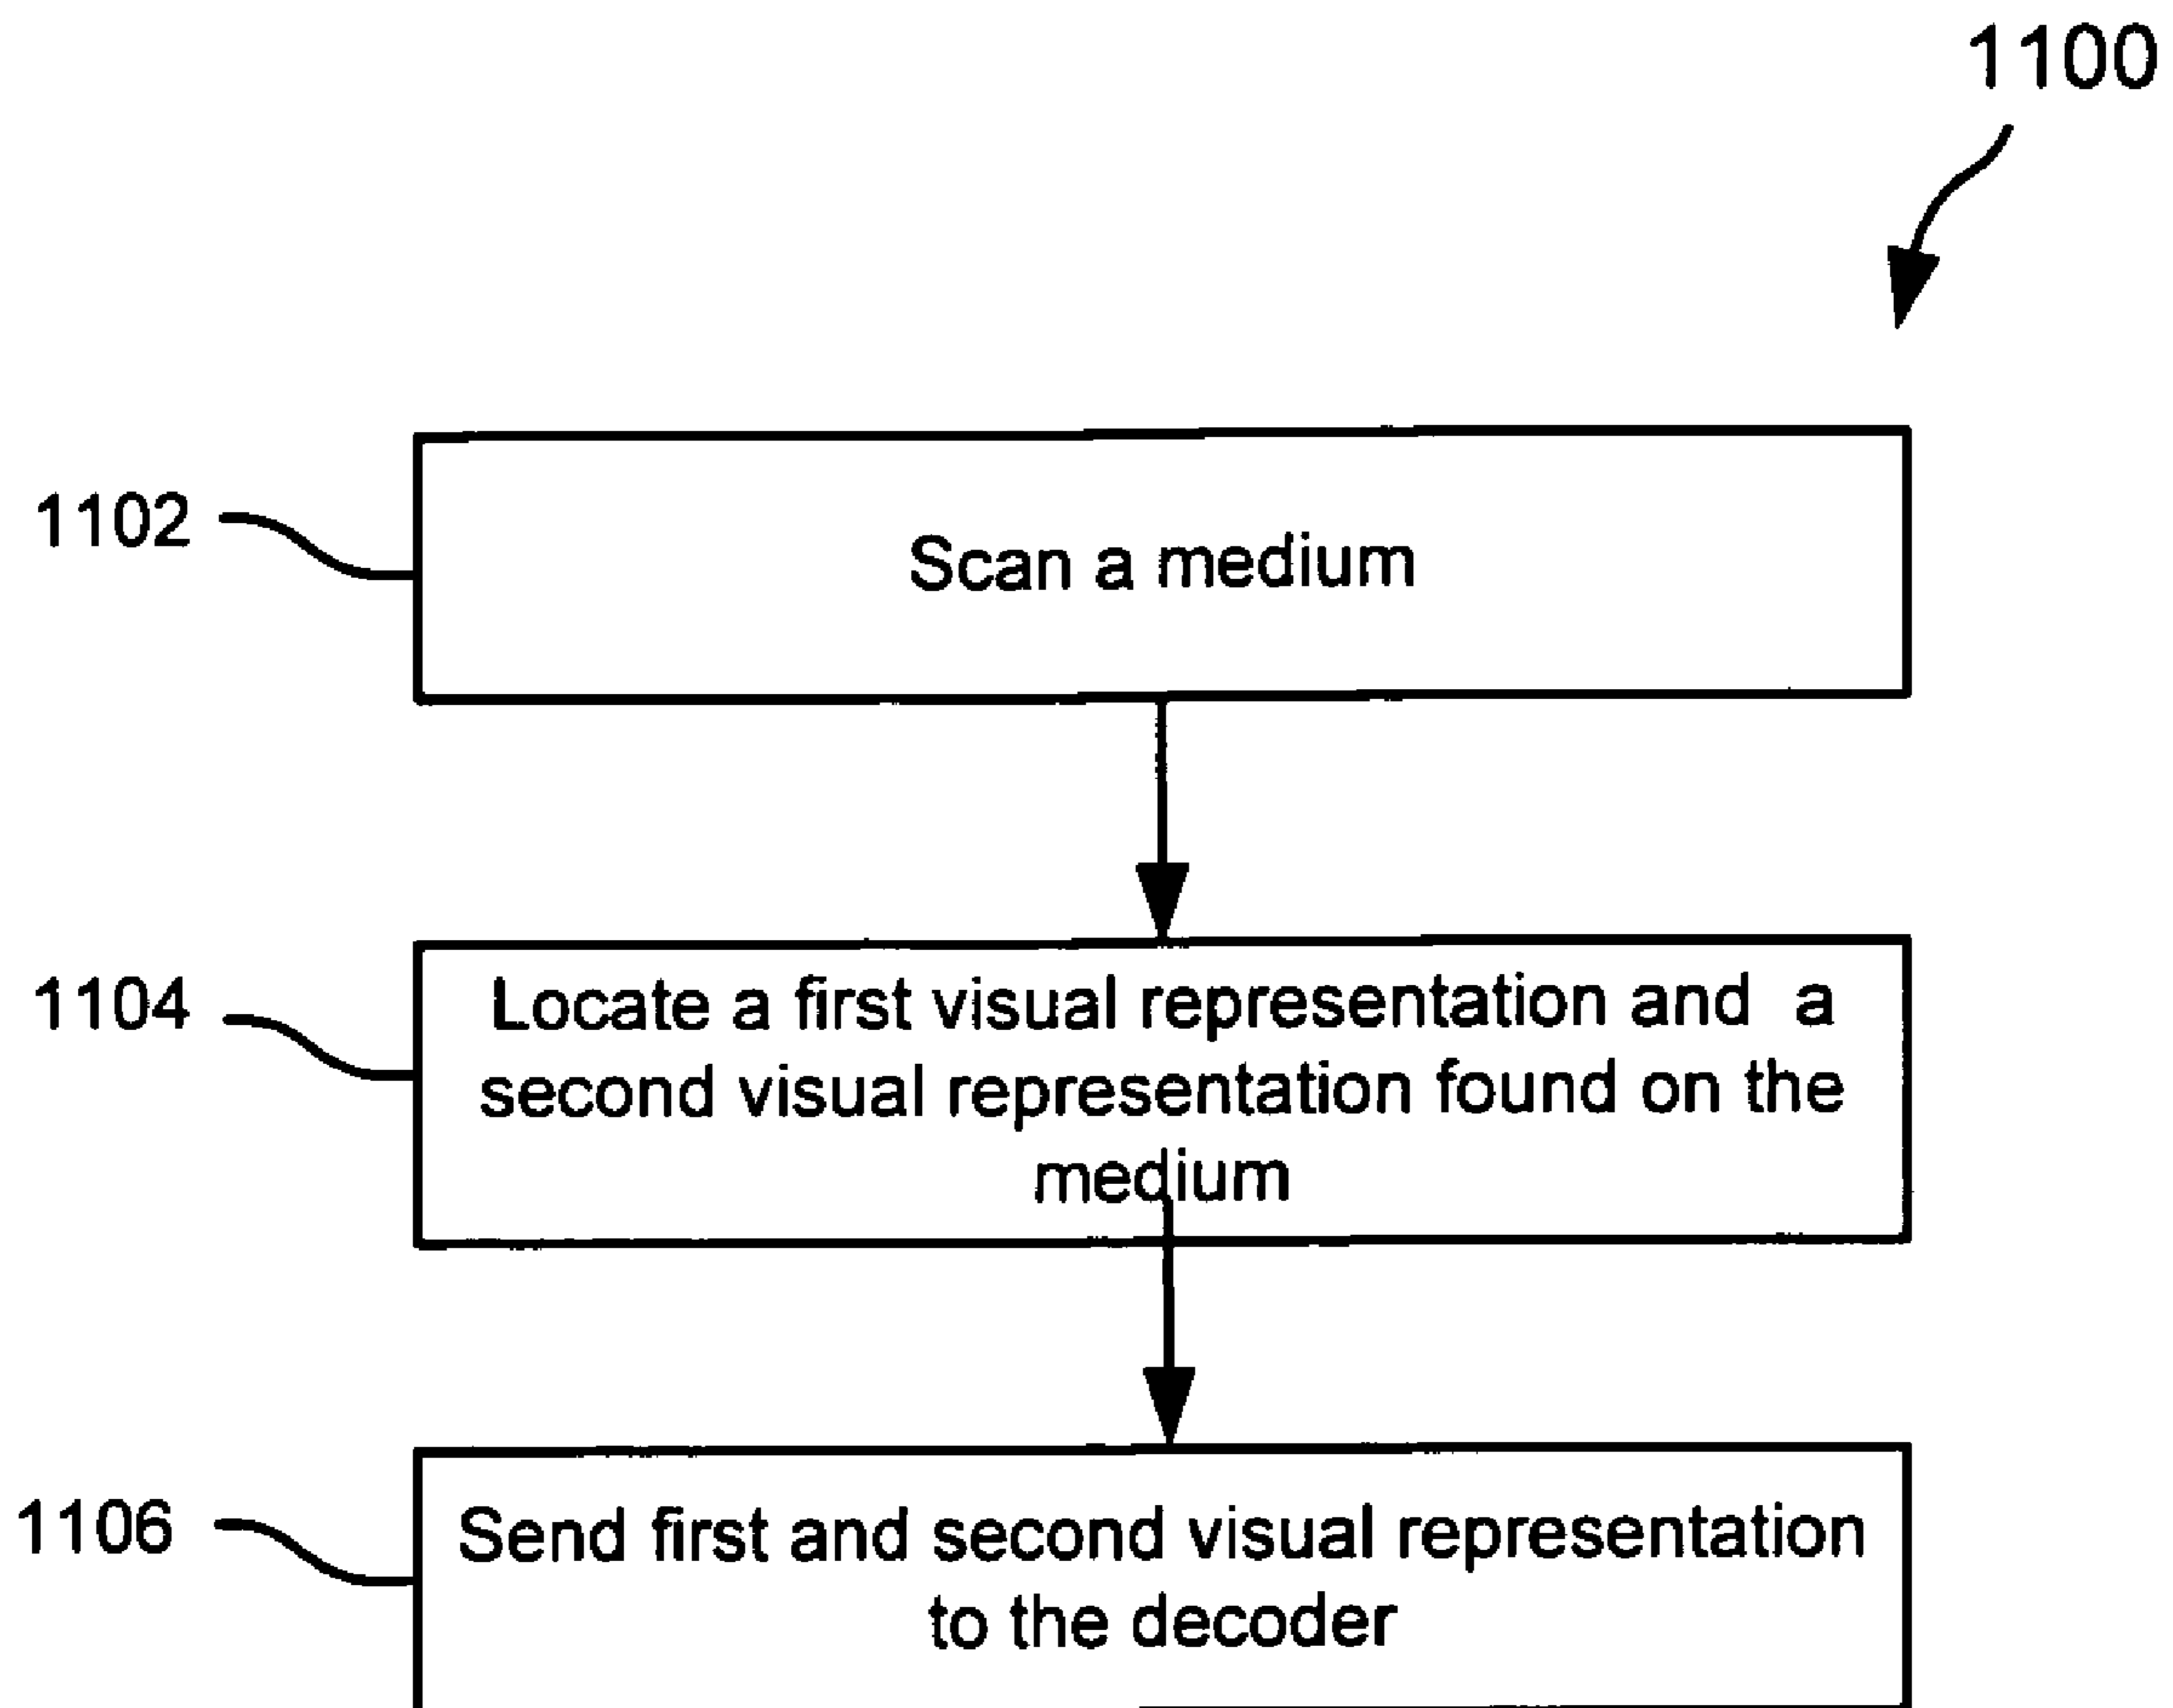 1100
1102
Scan a medium
1104
Locate a first visual representation and a
second visual representation found on the
medium
1106
Send first and second visual representation
to the decoder